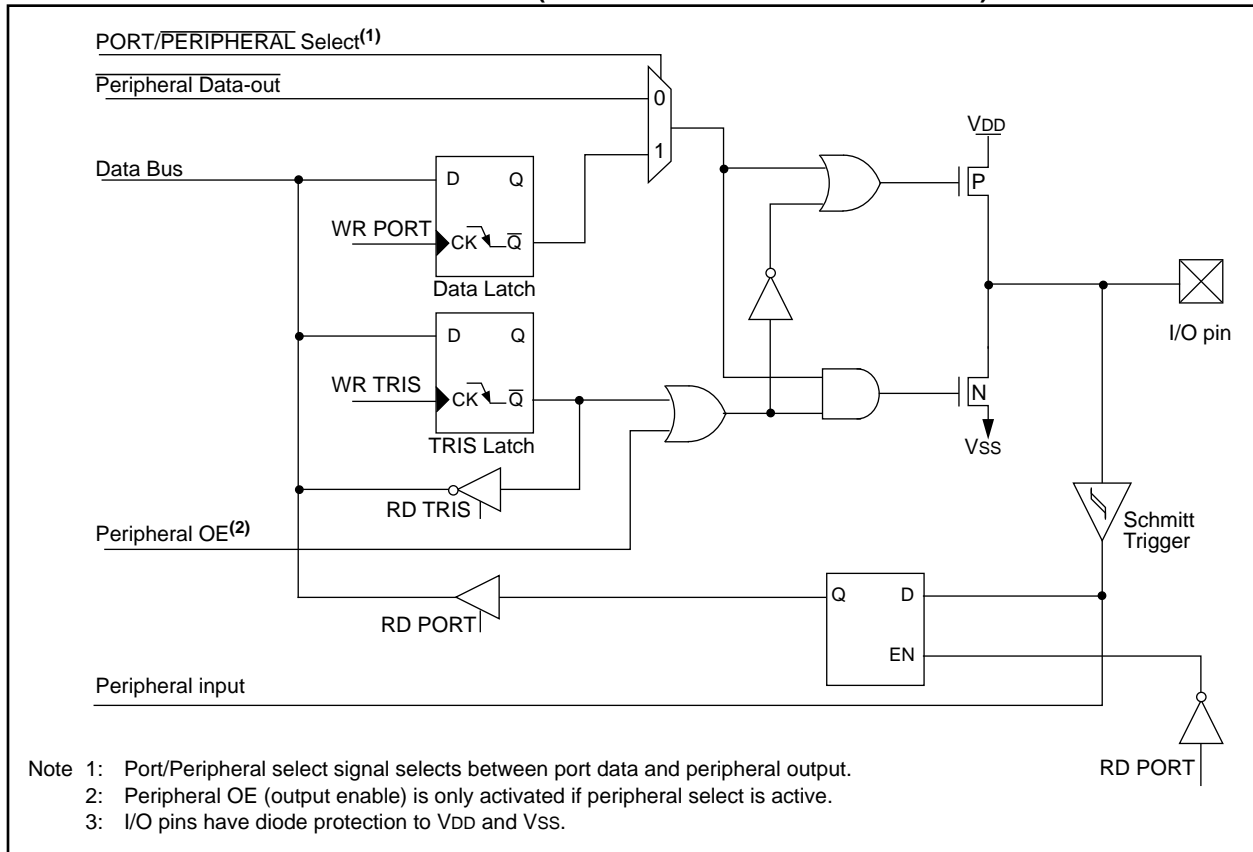 PORT/PERIPHERAL Select(1)
Peripheral Data-out
0
1
VDD
P
Data Bus
D Q
WR PORT
CK Q
Data Latch
I/O pin
D Q
WR TRIS
CK Q
TRIS Latch
N
VSS
RD TRIS
Schmitt
Trigger
Peripheral OE(2)
Q D
RD PORT
EN
Peripheral input
RD PORT
Note 1: Port/Peripheral select signal selects between port data and peripheral output.
2: Peripheral OE (output enable) is only activated if peripheral select is active.
3: I/O pins have diode protection to VDD and VSS.